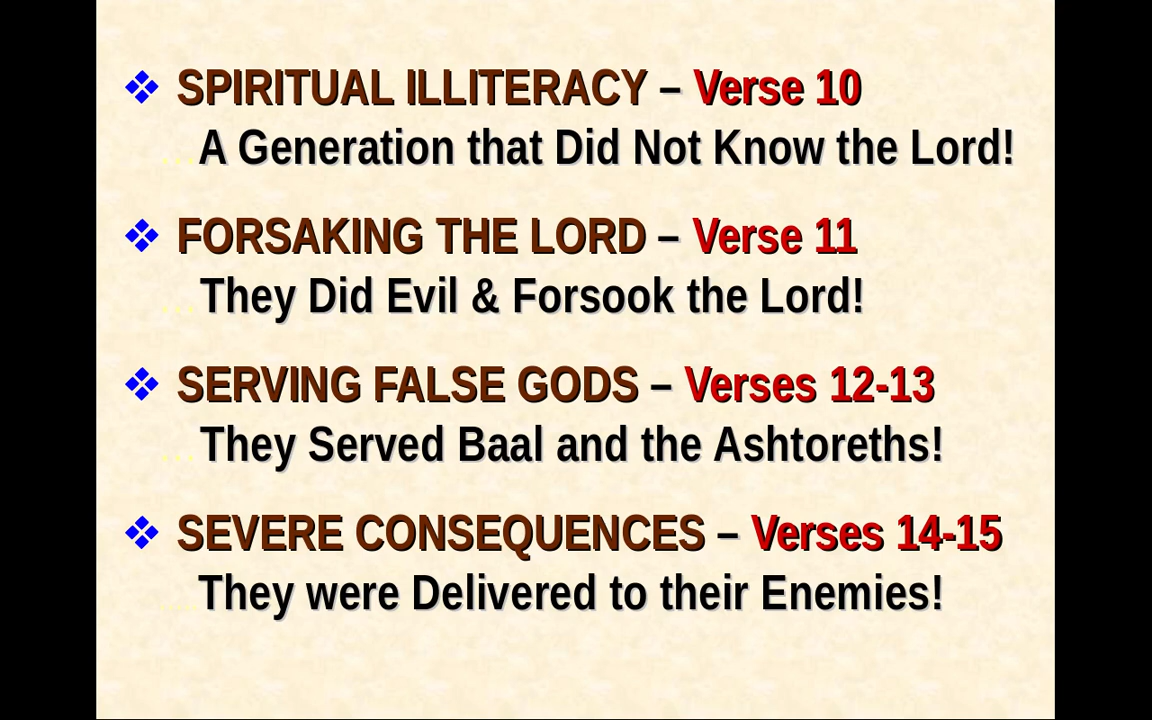 ❖ SPIRITUAL ILLITERACY – Verse 10
…A Generation that Did Not Know the Lord!
❖ FORSAKING THE LORD – Verse 11
…They Did Evil & Forsook the Lord!
❖ SERVING FALSE GODS – Verses 12-13
…They Served Baal and the Ashtoreths!
❖ SEVERE CONSEQUENCES – Verses 14-15
…They were Delivered to their Enemies!